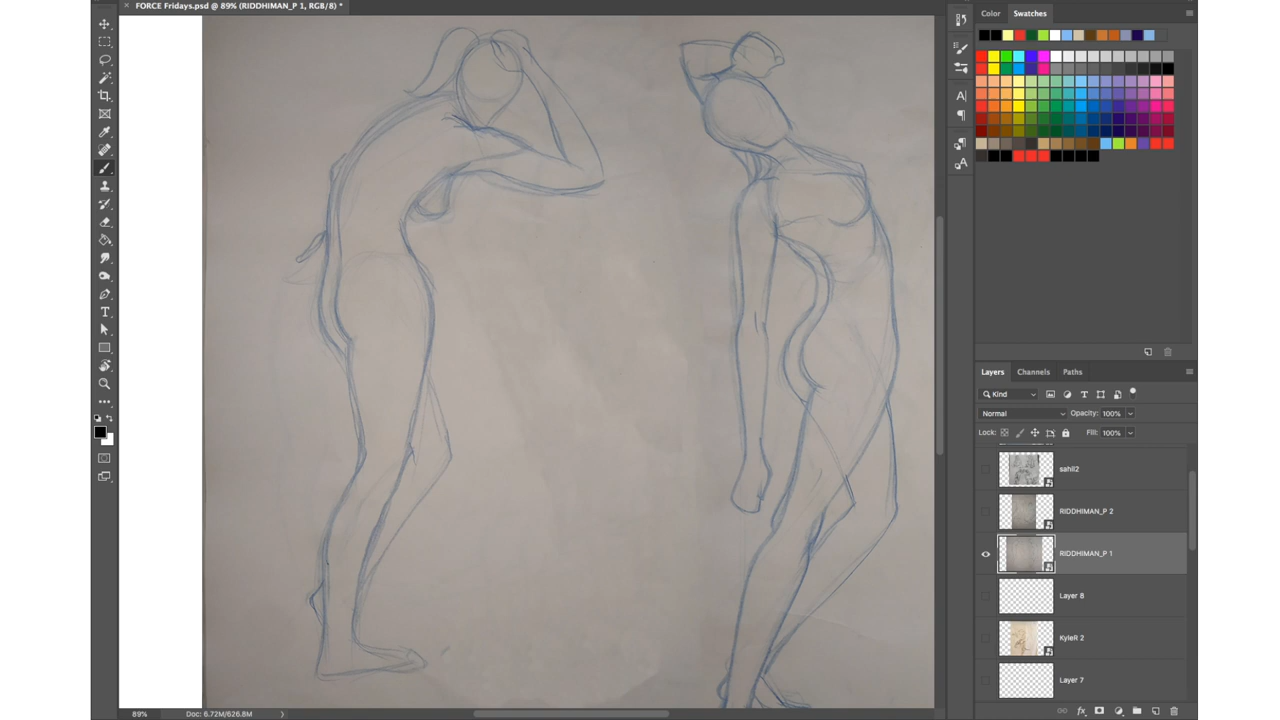 FORCE Fridays.psd @ 89% (RIDDHIMAN_P 1, RGB/8) *
Color
Swatches
Layers
Channels
Paths
Kind
Normal
Opacity: 100%
Lock:
Fill: 100%
sahil2
RIDDHIMAN_P 2
RIDDHIMAN_P 1
Layer 8
KyleR 2
Layer 7
89%
Doc: 6.72M/626.8M